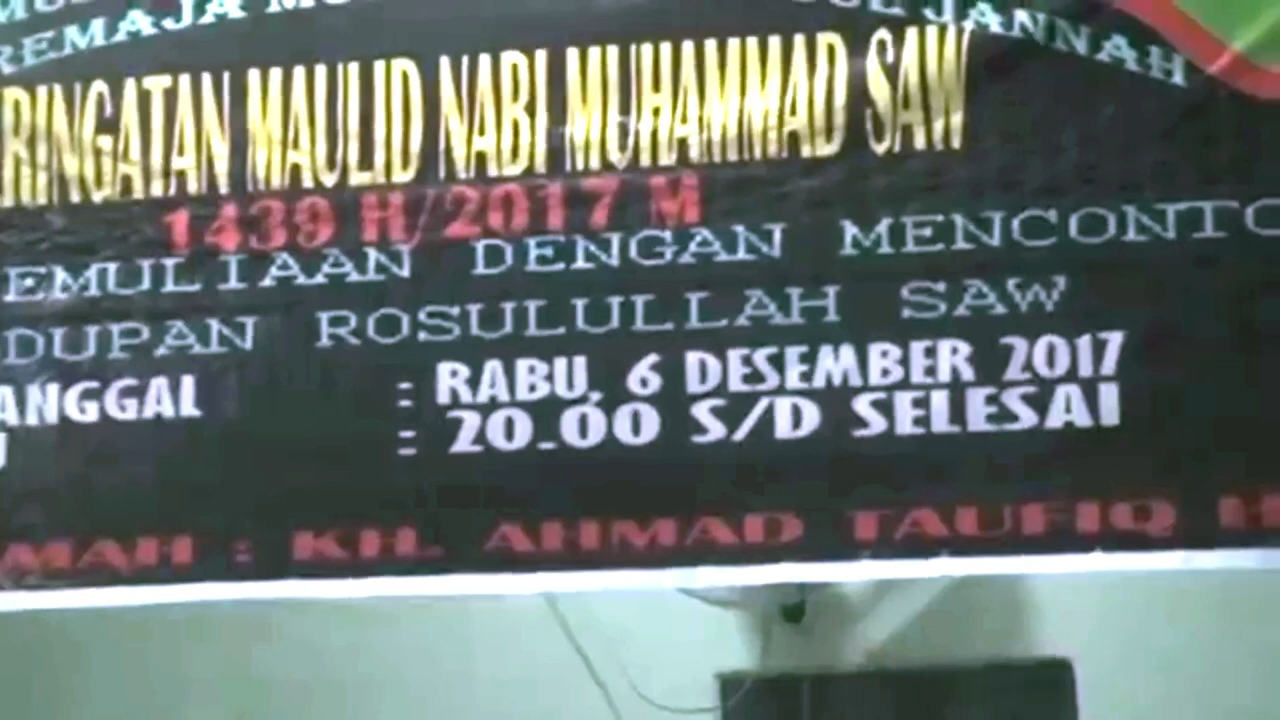 REMAJA JANNAH
RINGATAN MAULID NABI MUHAMMAD SAW
1439 H/2017 M
EMULIAAN DENGAN MENCONTO
DUPAN ROSULULLAH SAW
ANGGAL : RABU, 6 DESEMBER 2017
: 20.00 S/D SELESAI
MAH : KH. AHMAD TAUFIQ H